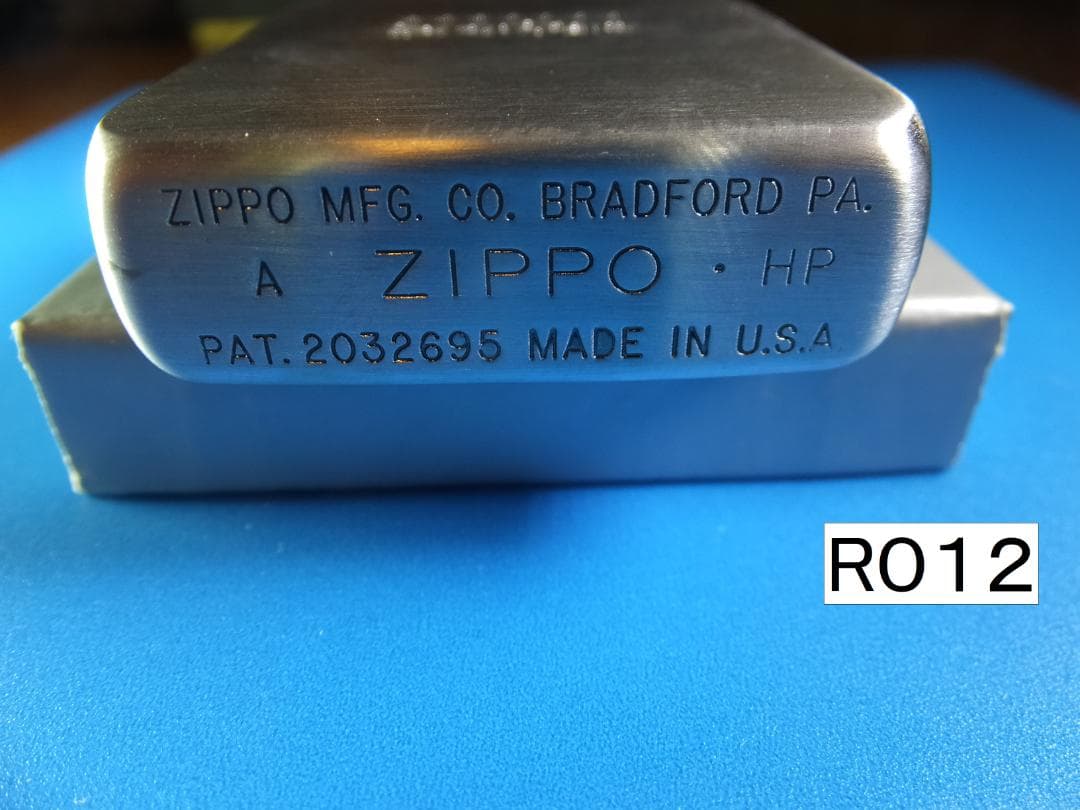 ZIPPO MFG. CO. BRADFORD PA.
A ZIPPO · HP
PAT. 2032695 MADE IN U.S.A
R012